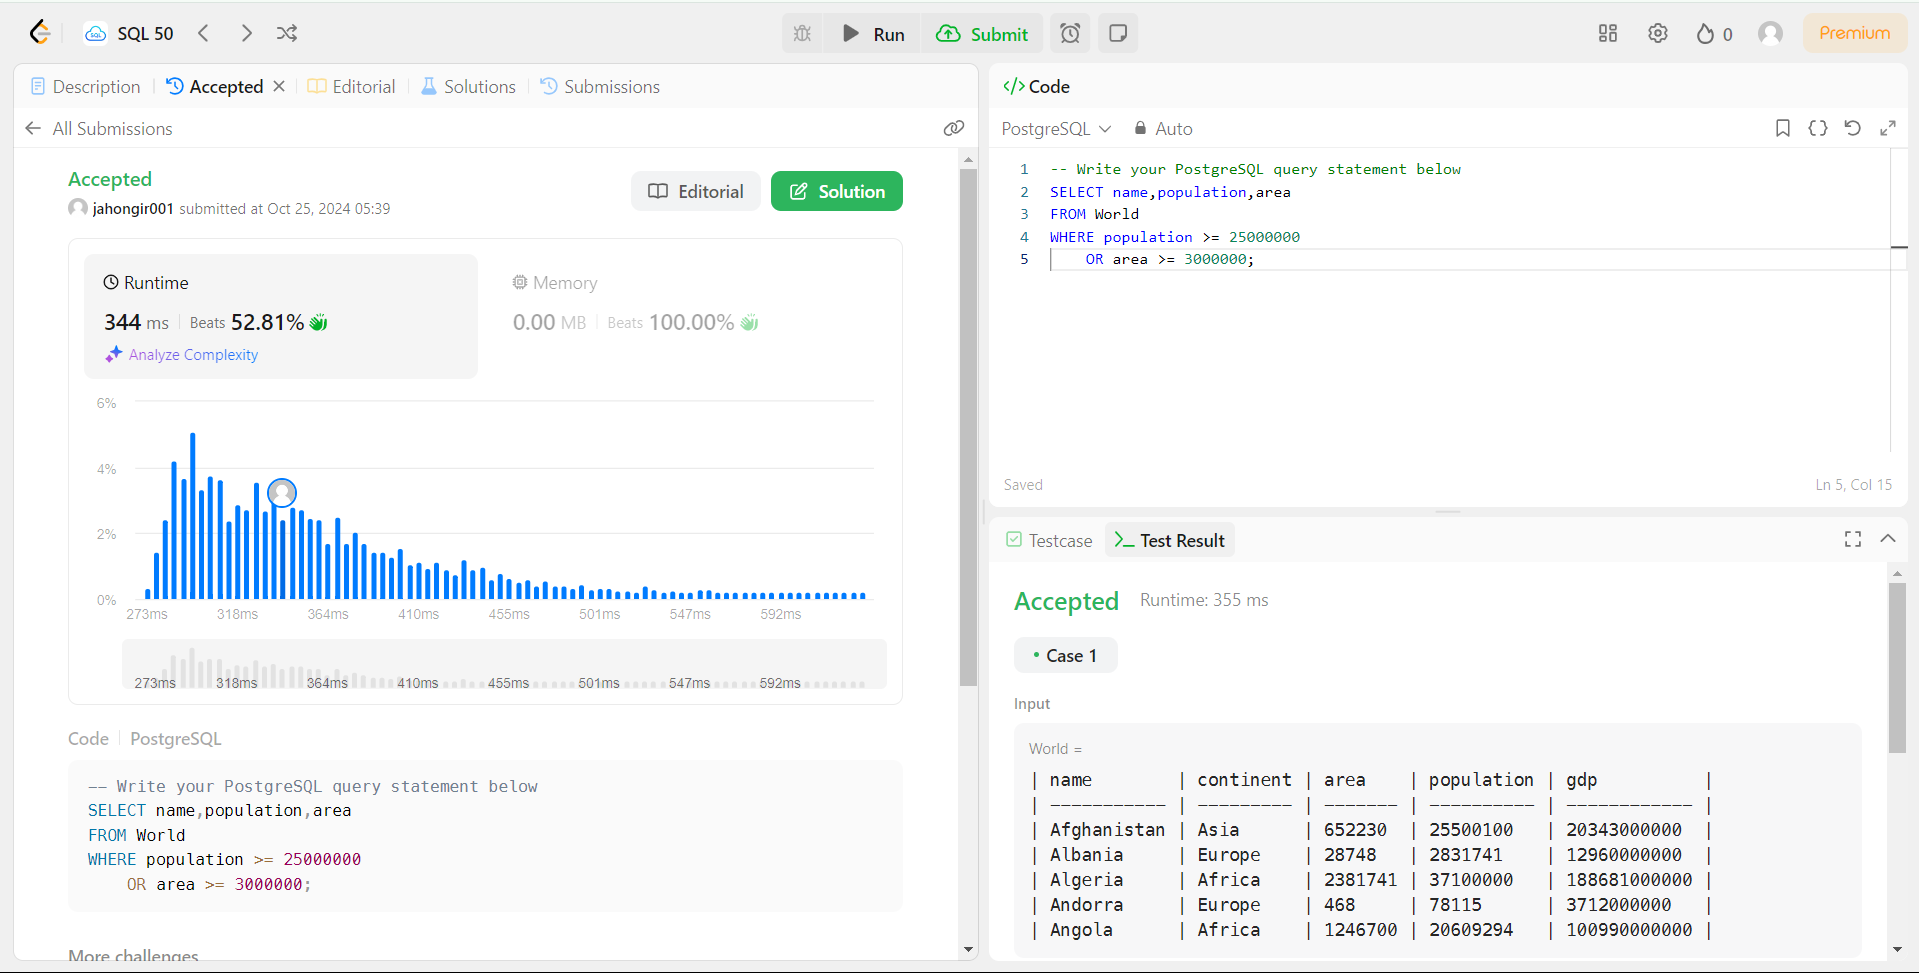 SQL 50
Run
Submit
0
Premium
Description
Accepted
Editorial
Solutions
Submissions
All Submissions
Accepted
jahongir001 submitted at Oct 25, 2024 05:39
Editorial
Solution
Runtime
344 ms
Beats 52.81%
Analyze Complexity
Memory
0.00 MB
Beats 100.00%
6%
4%
2%
0%
273ms 318ms 364ms 410ms 455ms 501ms 547ms 592ms
273ms 318ms 364ms 410ms 455ms 501ms 547ms 592ms
Code
PostgreSQL
-- Write your PostgreSQL query statement below
SELECT name,population,area
FROM World
WHERE population >= 25000000
OR area >= 3000000;
More challenges
</> Code
PostgreSQL
Auto
1 -- Write your PostgreSQL query statement below
2 SELECT name,population,area
3 FROM World
4 WHERE population >= 25000000
5 OR area >= 3000000;
Saved
Ln 5, Col 15
Testcase
>_ Test Result
Accepted
Runtime: 355 ms
• Case 1
Input
World =
| name | continent | area | population | gdp |
| ----------- | --------- | ------- | ---------- | ------------ |
| Afghanistan | Asia | 652230 | 25500100 | 20343000000 |
| Albania | Europe | 28748 | 2831741 | 12960000000 |
| Algeria | Africa | 2381741 | 37100000 | 188681000000 |
| Andorra | Europe | 468 | 78115 | 3712000000 |
| Angola | Africa | 1246700 | 20609294 | 100990000000 |